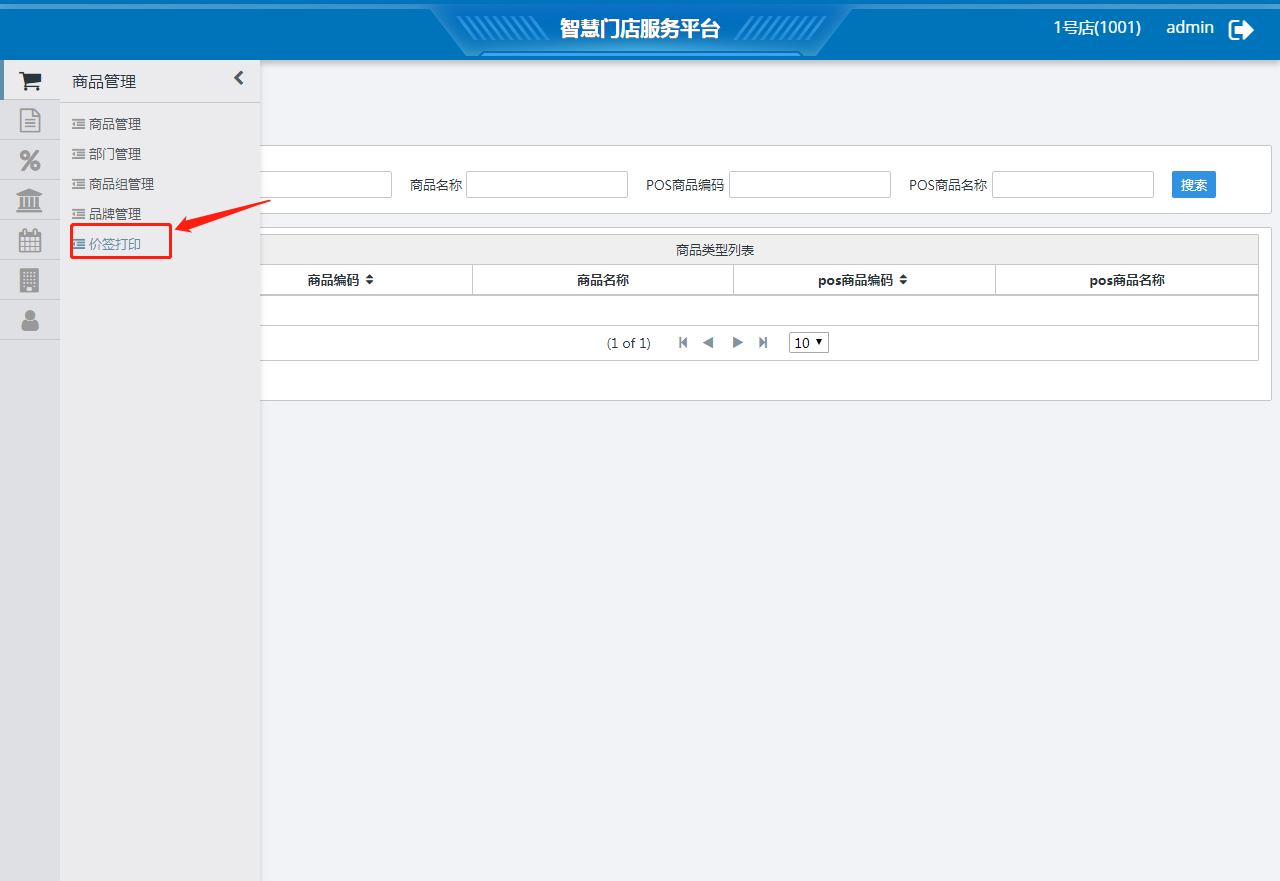 智慧门店服务平台
1号店(1001) admin
商品管理
商品管理
部门管理
商品组管理
品牌管理
价签打印
商品名称 POS商品编码 POS商品名称 搜索
商品类型列表
商品编码 商品名称 pos商品编码 pos商品名称
(1 of 1) 10